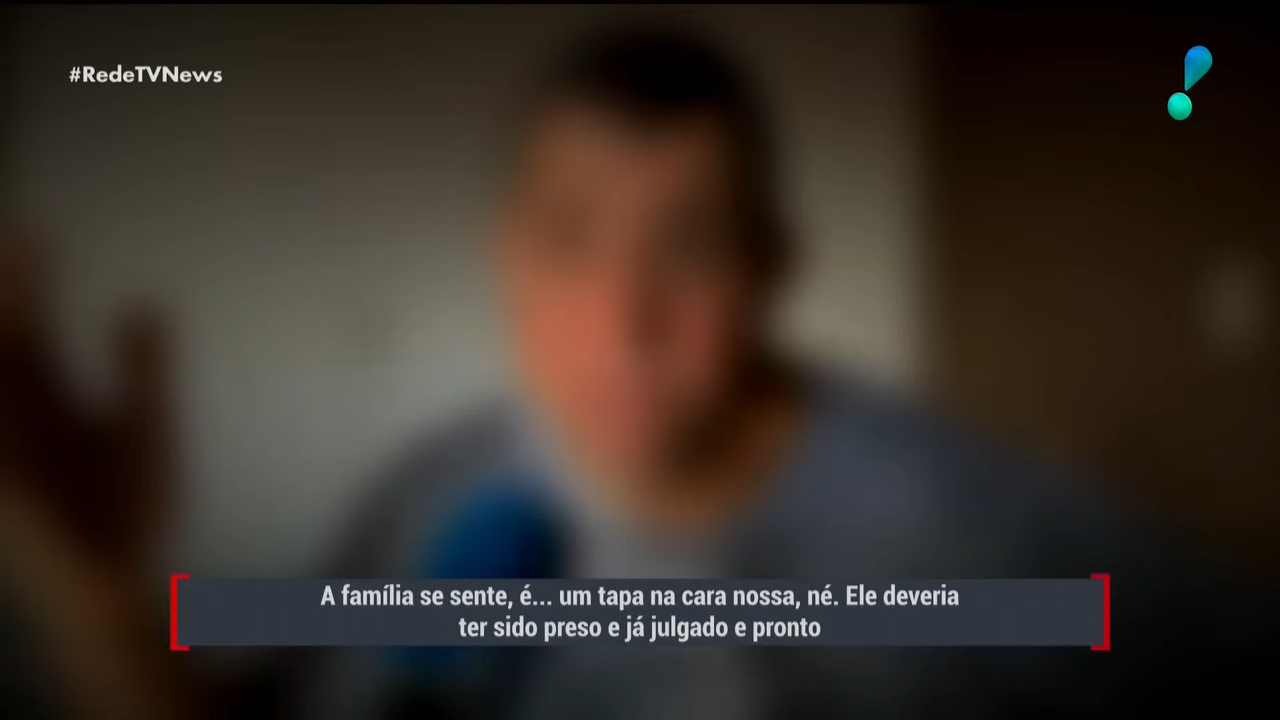 #RedeTVNews
A família se sente, é... um tapa na cara nossa, né. Ele deveria
ter sido preso e já julgado e pronto